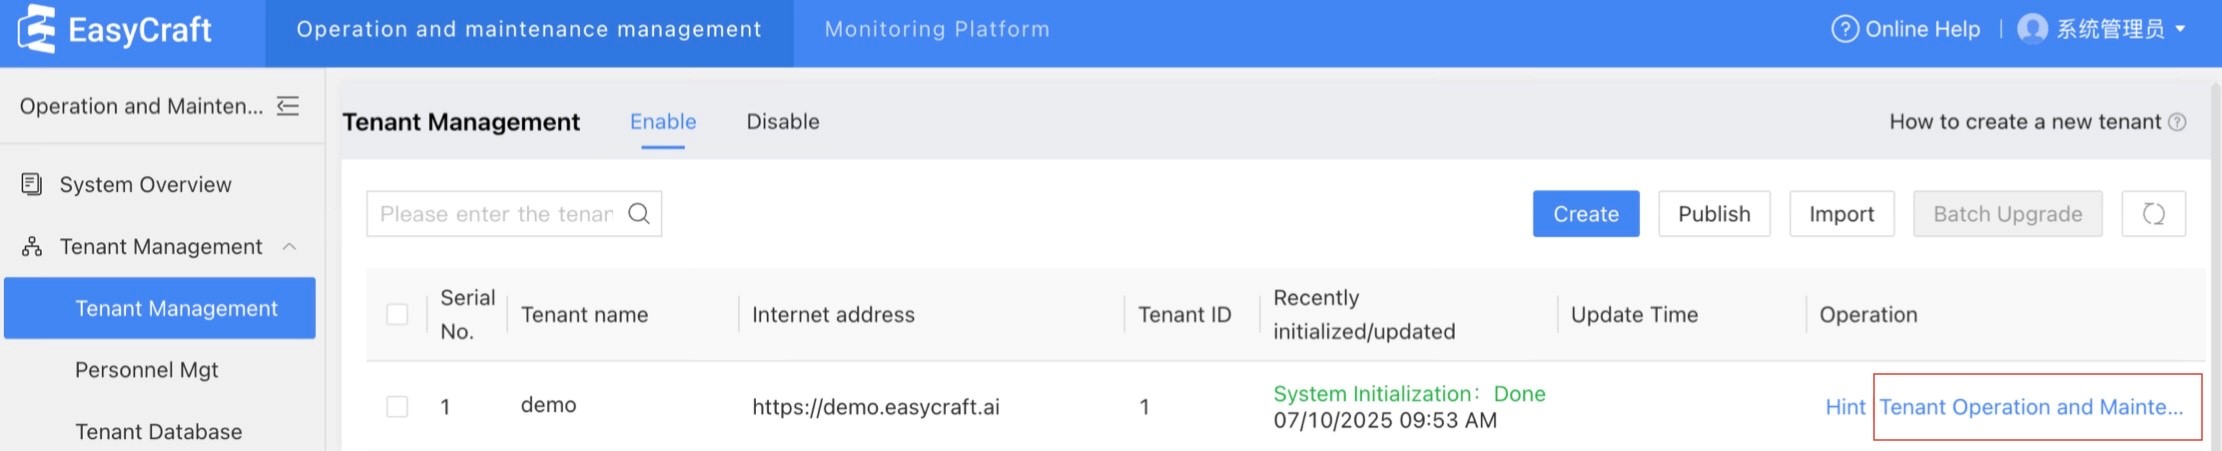 EasyCraft
Operation and maintenance management
Monitoring Platform
Online Help
系统管理员
Operation and Mainten...
System Overview
Tenant Management
Tenant Management
Personnel Mgt
Tenant Database
Tenant Management
Enable
Disable
How to create a new tenant
Please enter the tenar
Create
Publish
Import
Batch Upgrade
Serial
No.
Tenant name
Internet address
Tenant ID
Recently
initialized/updated
Update Time
Operation
1
demo
https://demo.easycraft.ai
1
System Initialization：Done
07/10/2025 09:53 AM
Hint
Tenant Operation and Mainte...